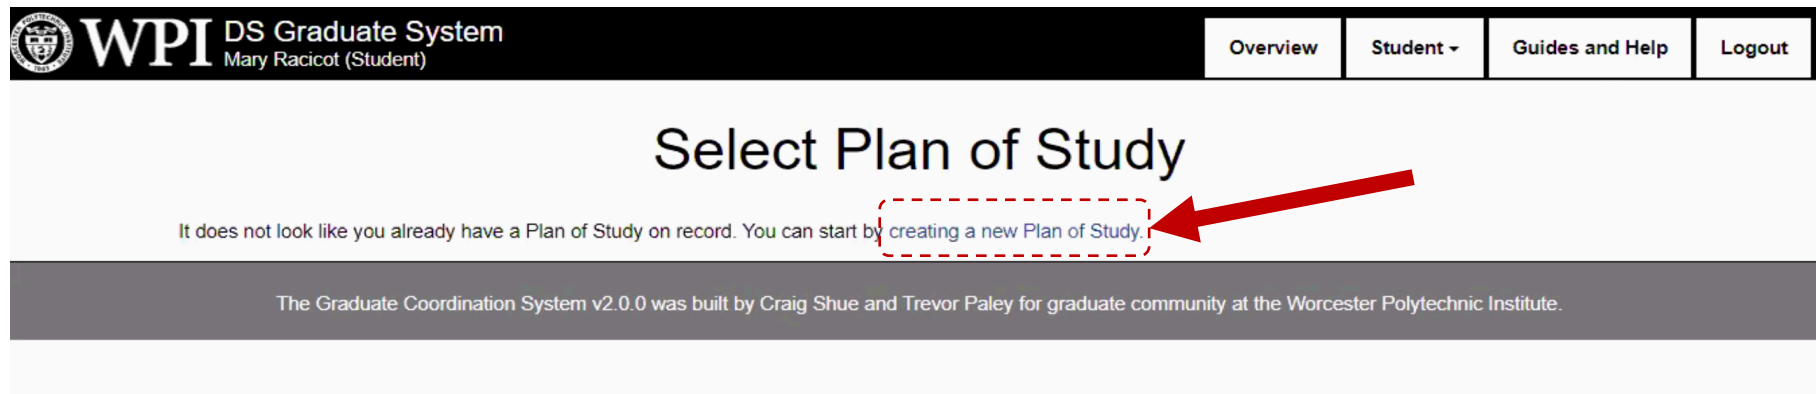 WPI DS Graduate System
Mary Racicot (Student)
Overview
Student
Guides and Help
Logout
Select Plan of Study
It does not look like you already have a Plan of Study on record. You can start by creating a new Plan of Study.
The Graduate Coordination System v2.0.0 was built by Craig Shue and Trevor Paley for graduate community at the Worcester Polytechnic Institute.